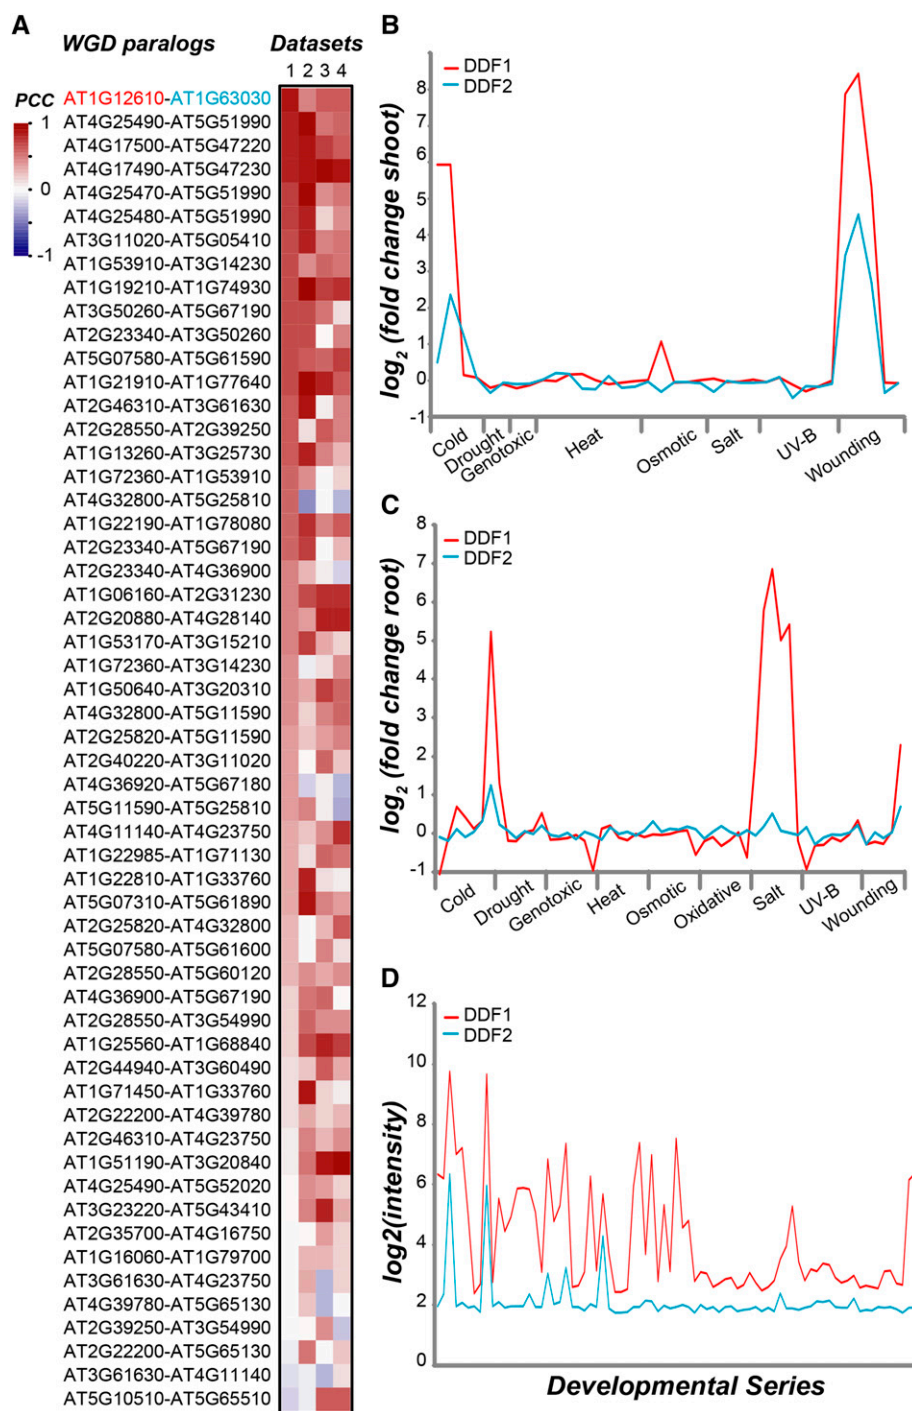 A
WGD paralogs
Datasets
1 2 3 4
PCC
1
0
-1
AT1G12610-AT1G63030
AT4G25490-AT5G51990
AT4G17500-AT5G47220
AT4G17490-AT5G47230
AT4G25470-AT5G51990
AT4G25480-AT5G51990
AT3G11020-AT5G05410
AT1G53910-AT3G14230
AT1G19210-AT1G74930
AT3G50260-AT5G67190
AT2G23340-AT3G50260
AT5G07580-AT5G61590
AT1G21910-AT1G77640
AT2G46310-AT3G61630
AT2G28550-AT2G39250
AT1G13260-AT3G25730
AT1G72360-AT1G53910
AT4G32800-AT5G25810
AT1G22190-AT1G78080
AT2G23340-AT5G67190
AT2G23340-AT4G36900
AT1G06160-AT2G31230
AT2G20880-AT4G28140
AT1G53170-AT3G15210
AT1G72360-AT3G14230
AT1G50640-AT3G20310
AT4G32800-AT5G11590
AT2G25820-AT5G11590
AT2G40220-AT3G11020
AT4G36920-AT5G67180
AT5G11590-AT5G25810
AT4G11140-AT4G23750
AT1G22985-AT1G71130
AT1G22810-AT1G33760
AT5G07310-AT5G61890
AT2G25820-AT4G32800
AT5G07580-AT5G61600
AT2G28550-AT5G60120
AT4G36900-AT5G67190
AT2G28550-AT3G54990
AT1G25560-AT1G68840
AT2G44940-AT3G60490
AT1G71450-AT1G33760
AT2G22200-AT4G39780
AT2G46310-AT4G23750
AT1G51190-AT3G20840
AT4G25490-AT5G52020
AT3G23220-AT5G43410
AT2G35700-AT4G16750
AT1G16060-AT1G79700
AT3G61630-AT4G23750
AT4G39780-AT5G65130
AT2G39250-AT3G54990
AT2G22200-AT5G65130
AT3G61630-AT4G11140
AT5G10510-AT5G65510
B
DDF1
DDF2
log2 (fold change shoot)
8
7
6
5
4
3
2
1
0
-1
Cold
Drought
Genotoxic
Heat
Osmotic
Salt
UV-B
Wounding
C
DDF1
DDF2
log2 (fold change root)
8
7
6
5
4
3
2
1
0
-1
Cold
Drought
Genotoxic
Heat
Osmotic
Oxidative
Salt
UV-B
Wounding
D
DDF1
DDF2
log2(intensity)
12
10
8
6
4
2
0
Developmental Series